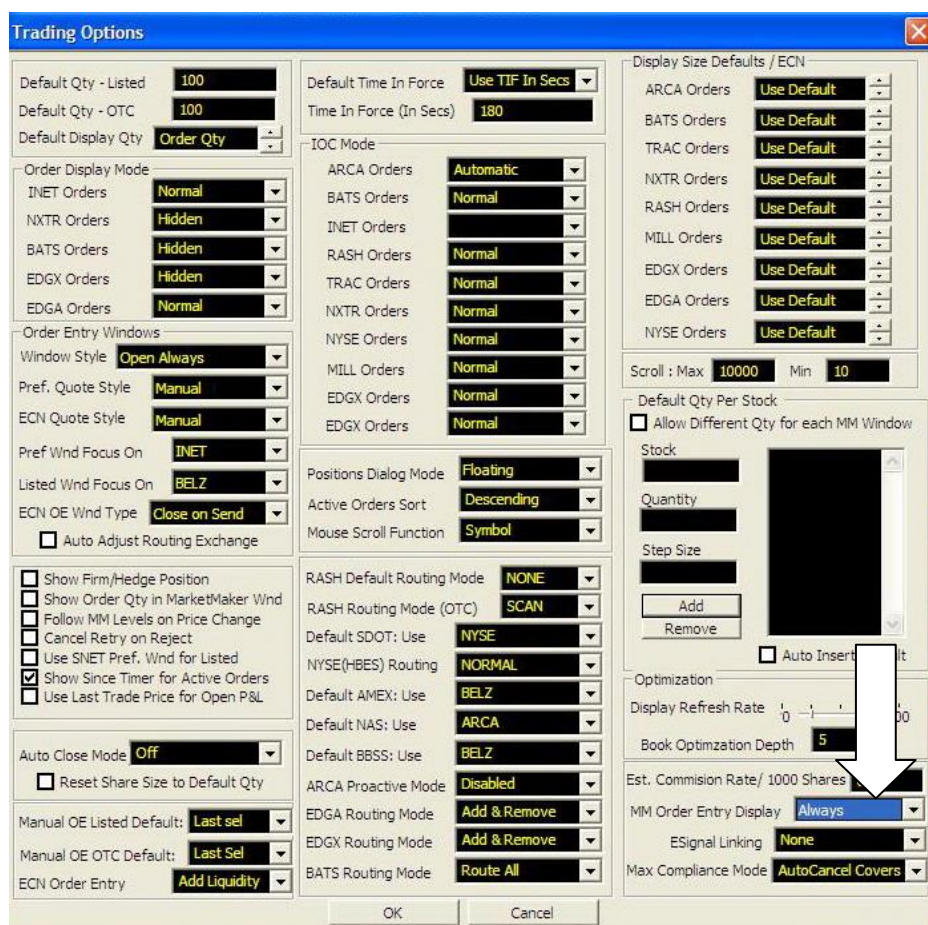 Trading Options
Default Qty - Listed 100
Default Qty - OTC 100
Default Display Qty Order Qty
Order Display Mode
INET Orders Normal
NXTR Orders Hidden
BATS Orders Hidden
EDGX Orders Hidden
EDGA Orders Normal
Order Entry Windows
Window Style Open Always
Pref. Quote Style Manual
ECN Quote Style Manual
Pref Wnd Focus On INET
Listed Wnd Focus On BELZ
ECN OE Wnd Type Close on Send
Auto Adjust Routing Exchange
Show Firm/Hedge Position
Show Order Qty in MarketMaker Wnd
Follow MM Levels on Price Change
Cancel Retry on Reject
Use SNET Pref. Wnd for Listed
Show Since Timer for Active Orders
Use Last Trade Price for Open P&L
Auto Close Mode Off
Reset Share Size to Default Qty
Manual OE Listed Default: Last sel
Manual OE OTC Default: Last Sel
ECN Order Entry Add Liquidity
Default Time In Force Use TIF In Secs
Time In Force (In Secs) 180
IOC Mode
ARCA Orders Automatic
BATS Orders Normal
INET Orders
RASH Orders Normal
TRAC Orders Normal
NXTR Orders Normal
NYSE Orders Normal
MILL Orders Normal
EDGX Orders Normal
EDGX Orders Normal
Positions Dialog Mode Floating
Active Orders Sort Descending
Mouse Scroll Function Symbol
RASH Default Routing Mode NONE
RASH Routing Mode (OTC) SCAN
Default SDOT: Use NYSE
NYSE(HBES) Routing NORMAL
Default AMEX: Use BELZ
Default NAS: Use ARCA
Default BBSS: Use BELZ
ARCA Proactive Mode Disabled
EDGA Routing Mode Add & Remove
EDGX Routing Mode Add & Remove
BATS Routing Mode Route All
Display Size Defaults / ECN
ARCA Orders Use Default
BATS Orders Use Default
TRAC Orders Use Default
NXTR Orders Use Default
RASH Orders Use Default
MILL Orders Use Default
EDGX Orders Use Default
EDGA Orders Use Default
NYSE Orders Use Default
Scroll : Max 10000 Min 10
Default Qty Per Stock
Allow Different Qty for each MM Window
Stock
Quantity
Step Size
Add
Remove
Auto Insert
Optimization
Display Refresh Rate 0
Book Optimzation Depth 5
Est. Commision Rate/ 1000 Shares
MM Order Entry Display Always
ESignal Linking None
Max Compliance Mode AutoCancel Covers
OK Cancel